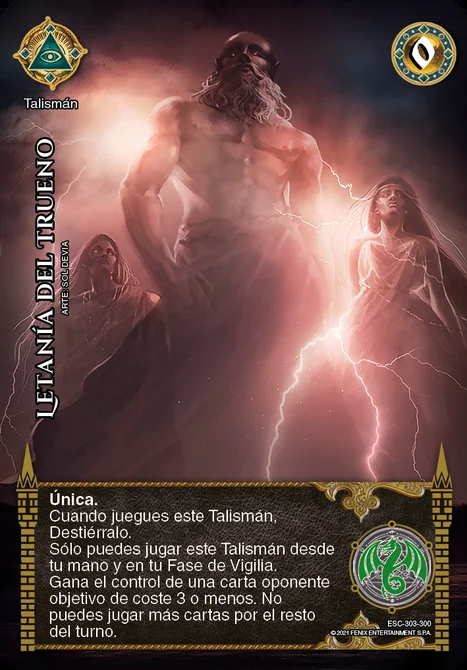 Talismán
0
LETANÍA DEL TRUENO
ARTE: SOL DEVIA
Única.
Cuando juegues este Talismán,
Destiérralo.
Sólo puedes jugar este Talismán desde
tu mano y en tu Fase de Vigilia.
Gana el control de una carta oponente
objetivo de coste 3 o menos. No
puedes jugar más cartas por el resto
del turno.
ESC-303-300
©2021 FENIX ENTERTAINMENT S.P.A.